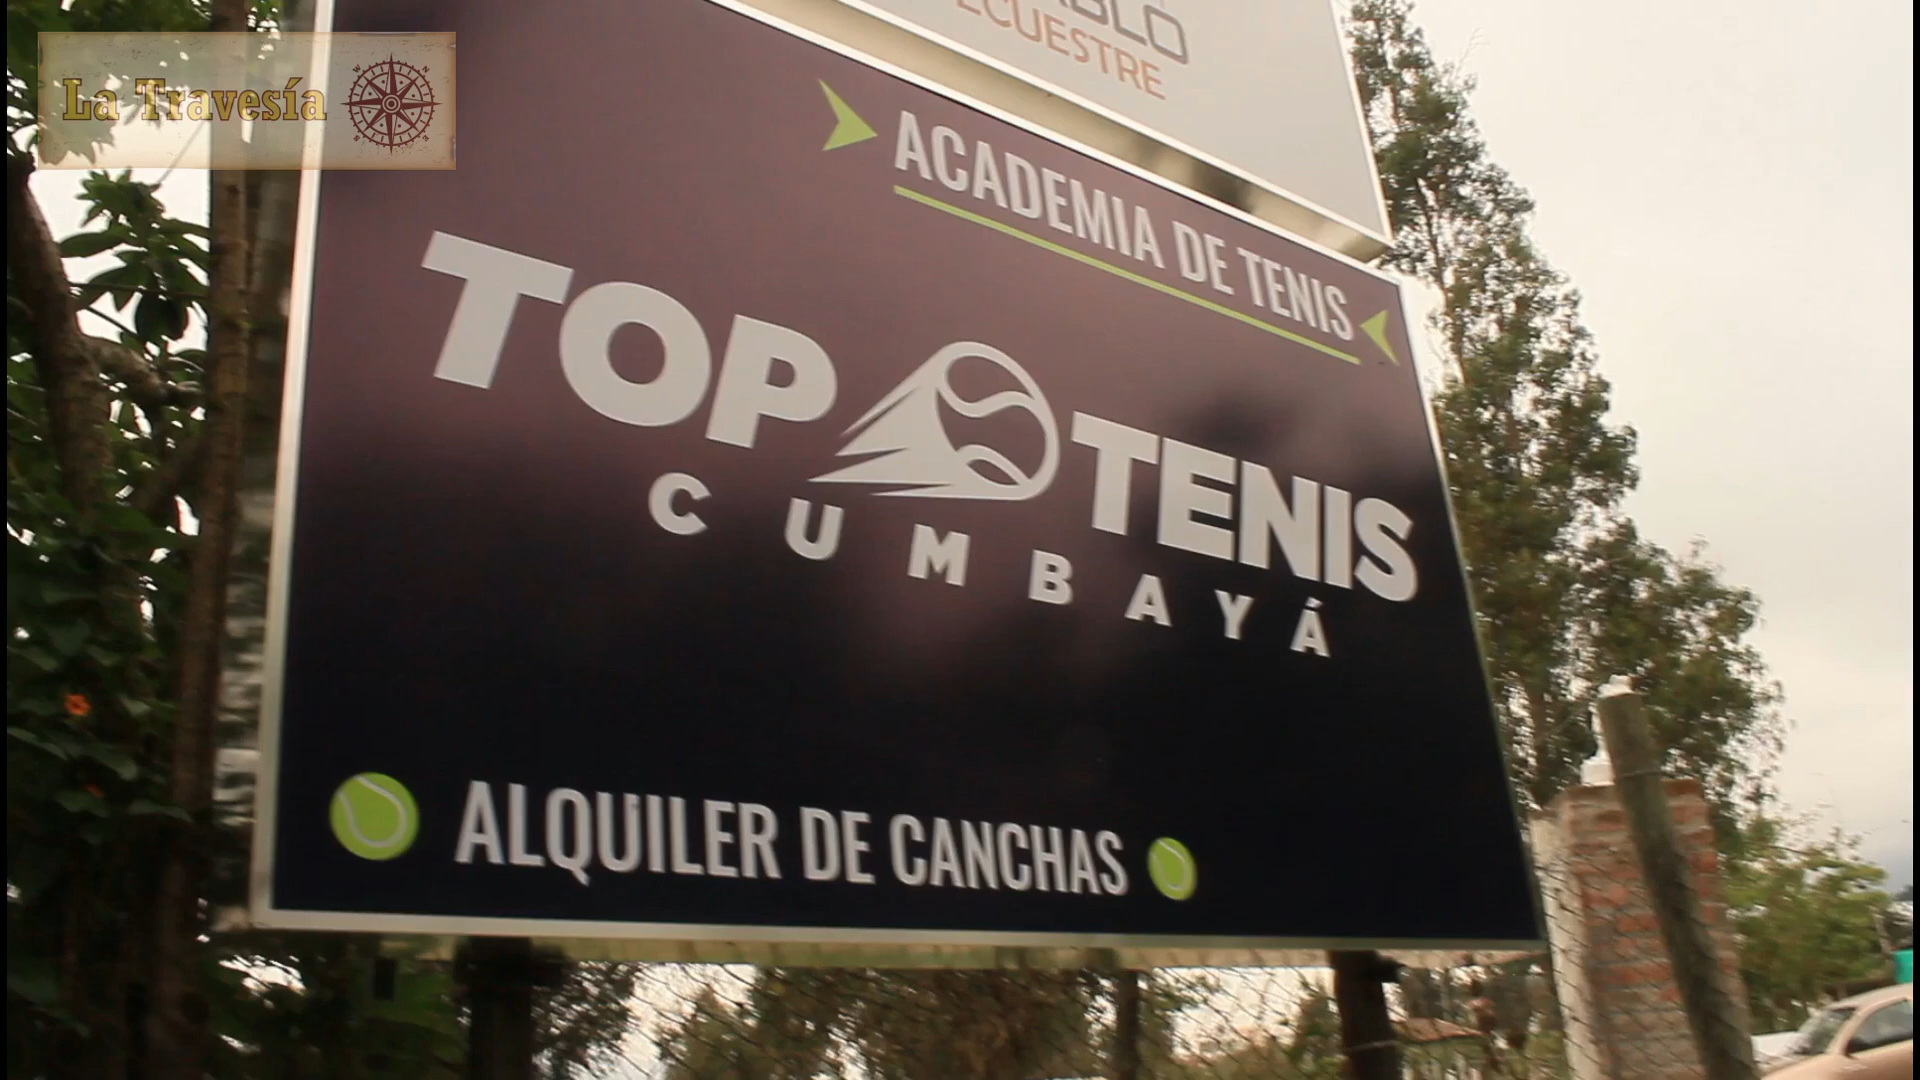 La Travesía
ECUESTRE
ACADEMIA DE TENIS
TOP TENIS
CUMBAYÁ
ALQUILER DE CANCHAS